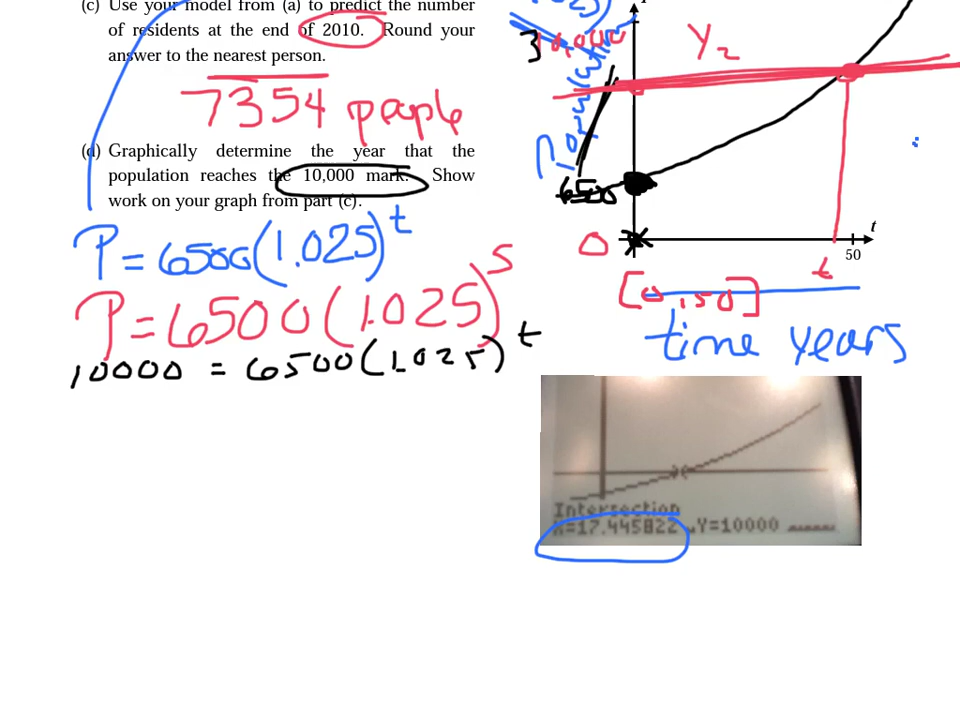 (c) Use your model from (a) to predict the number
of residents at the end of 2010. Round your
answer to the nearest person.
7354 people
(d) Graphically determine the year that the
population reaches the 10,000 mark. Show
work on your graph from part (c).
P = 6500(1.025)^t
P = 6500(1.025)^5
10000 = 6500(1.025)^t
Population
Y2
6500
0
t
50
t
[0,50]
time years
Intersection
X=17.445822 Y=10000